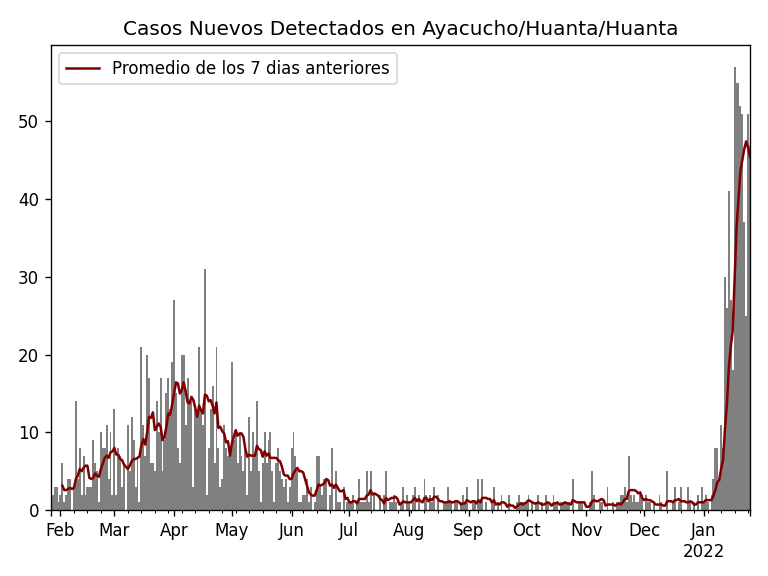 Casos Nuevos Detectados en Ayacucho/Huanta/Huanta
Promedio de los 7 dias anteriores
50
40
30
20
10
0
Feb Mar Apr May Jun Jul Aug Sep Oct Nov Dec Jan
2022